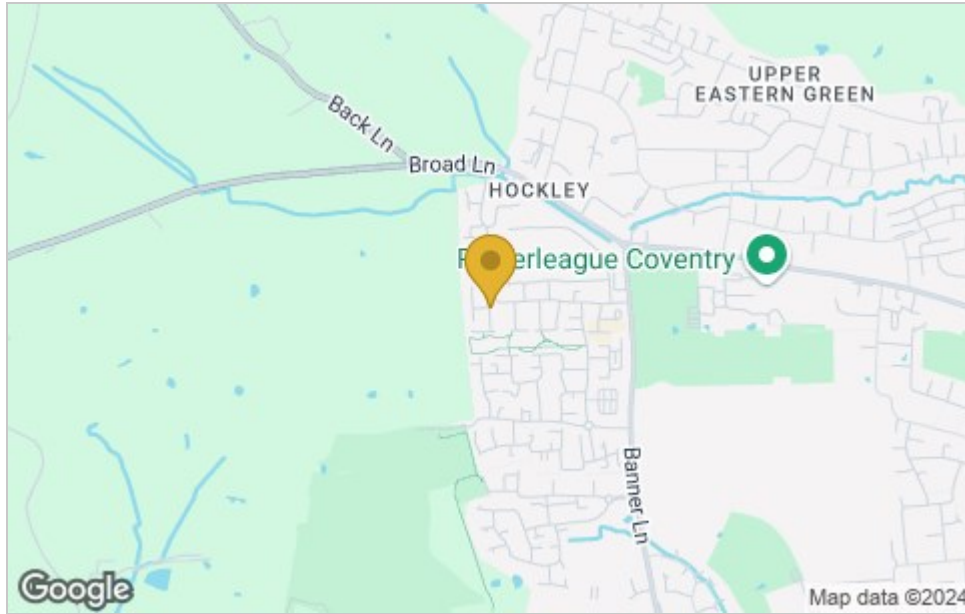 UPPER
EASTERN GREEN
Back Ln
Broad Ln
HOCKLEY
erleague Coventry
Banner Ln
Google
Map data ©2024